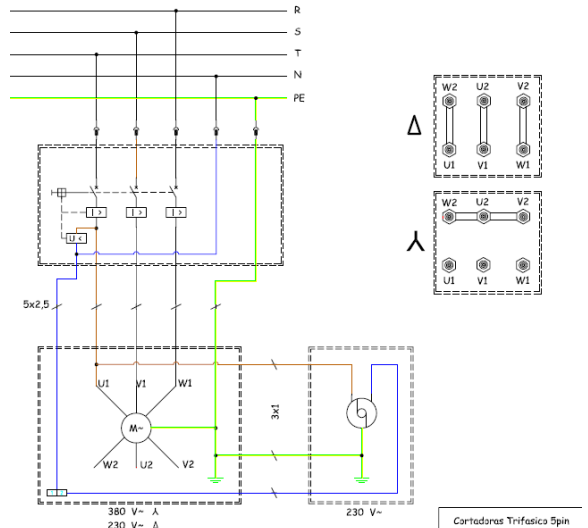 R
S
T
N
PE
W2 U2 V2
Δ
U1 V1 W1
I > I > I >
U <
W2 U2 V2
U1 V1 W1
5x2,5
U1 V1 W1
M~
3x1
W2 U2 V2
380 V~ ⅄
230 V~ Δ
230 V~
Cortadoras Trifasico 5pin